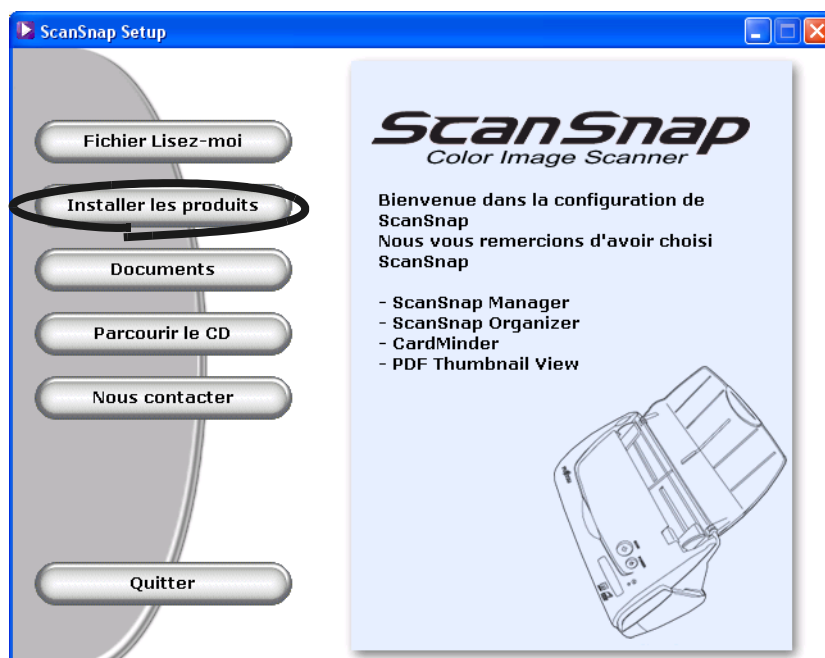 ScanSnap Setup
Fichier Lisez-moi
Installer les produits
Documents
Parcourir le CD
Nous contacter
Quitter
ScanSnap
Color Image Scanner
Bienvenue dans la configuration de
ScanSnap
Nous vous remercions d'avoir choisi
ScanSnap
- ScanSnap Manager
- ScanSnap Organizer
- CardMinder
- PDF Thumbnail View